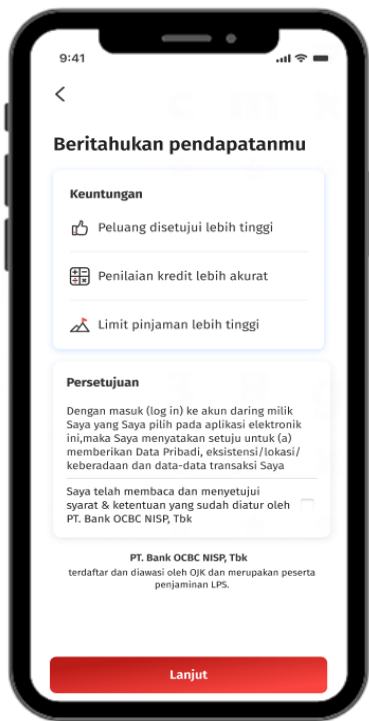 9:41
Beritahukan pendapatanmu
Keuntungan
Peluang disetujui lebih tinggi
Penilaian kredit lebih akurat
Limit pinjaman lebih tinggi
Persetujuan
Dengan masuk (log in) ke akun daring milik
Saya yang Saya pilih pada aplikasi elektronik
ini,maka Saya menyatakan setuju untuk (a)
memberikan Data Pribadi, eksistensi/lokasi/
keberadaan dan data-data transaksi Saya
Saya telah membaca dan menyetujui
syarat & ketentuan yang sudah diatur oleh
PT. Bank OCBC NISP, Tbk
PT. Bank OCBC NISP, Tbk
terdaftar dan diawasi oleh OJK dan merupakan peserta
penjaminan LPS.
Lanjut